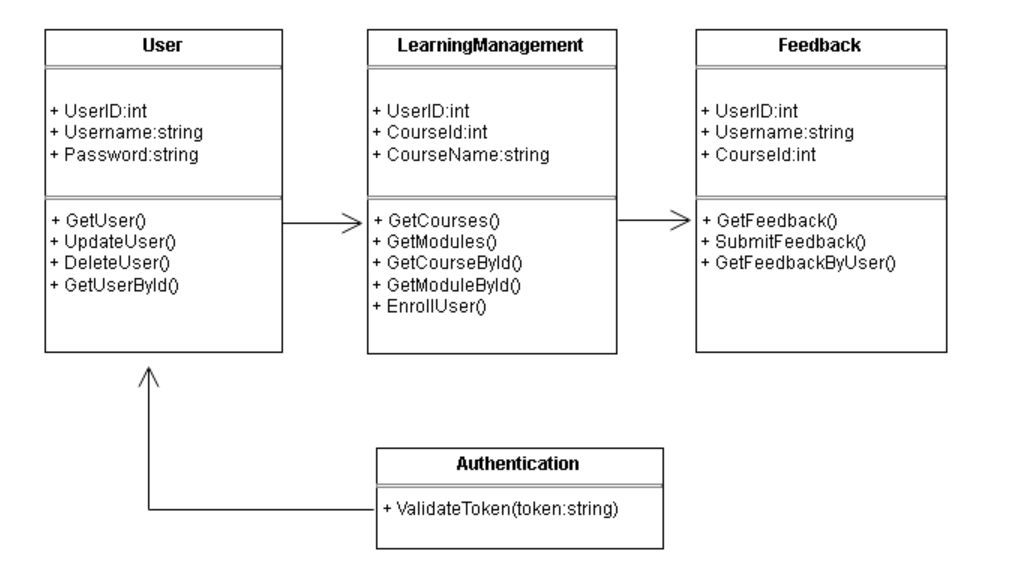 User
+ UserID:int
+ Username:string
+ Password:string
+ GetUser()
+ UpdateUser()
+ DeleteUser()
+ GetUserById()
LearningManagement
+ UserID:int
+ CourseId:int
+ CourseName:string
+ GetCourses()
+ GetModules()
+ GetCourseById()
+ GetModuleById()
+ EnrollUser()
Feedback
+ UserID:int
+ Username:string
+ CourseId:int
+ GetFeedback()
+ SubmitFeedback()
+ GetFeedbackByUser()
Authentication
+ ValidateToken(token:string)